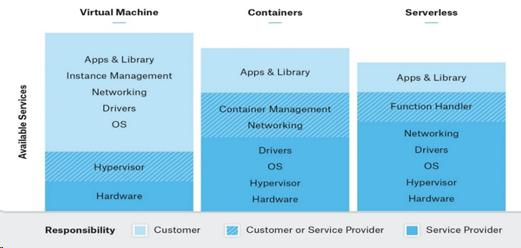 Virtual Machine
Containers
Serverless
Available Services
Apps & Library
Instance Management
Networking
Drivers
OS
Hypervisor
Hardware
Apps & Library
Container Management
Networking
Drivers
OS
Hypervisor
Hardware
Apps & Library
Function Handler
Networking
Drivers
OS
Hypervisor
Hardware
Responsibility
Customer
Customer or Service Provider
Service Provider